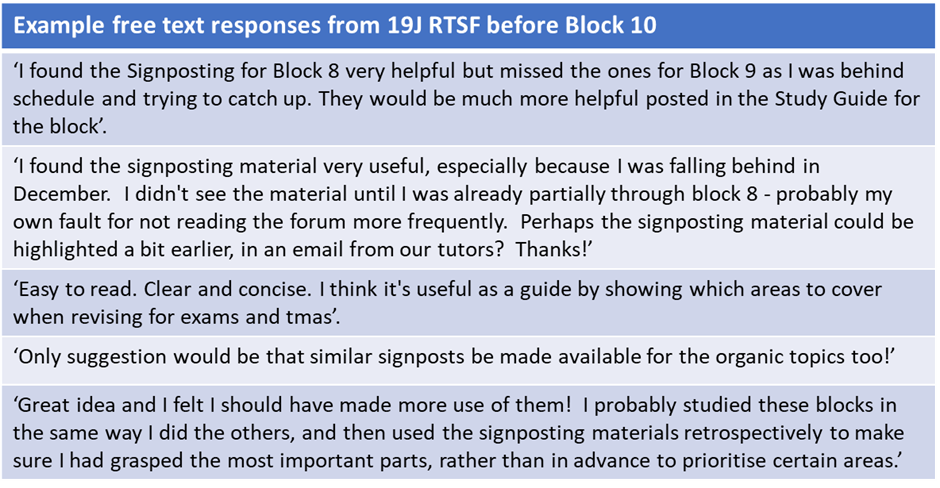 Example free text responses from 19J RTSF before Block 10
‘I found the Signposting for Block 8 very helpful but missed the ones for Block 9 as I was behind
schedule and trying to catch up. They would be much more helpful posted in the Study Guide for
the block’.
‘I found the signposting material very useful, especially because I was falling behind in
December.  I didn't see the material until I was already partially through block 8 - probably my
own fault for not reading the forum more frequently.  Perhaps the signposting material could be
highlighted a bit earlier, in an email from our tutors?  Thanks!’
‘Easy to read. Clear and concise. I think it's useful as a guide by showing which areas to cover
when revising for exams and tmas’.
‘Only suggestion would be that similar signposts be made available for the organic topics too!’
‘Great idea and I felt I should have made more use of them!  I probably studied these blocks in
the same way I did the others, and then used the signposting materials retrospectively to make
sure I had grasped the most important parts, rather than in advance to prioritise certain areas.’